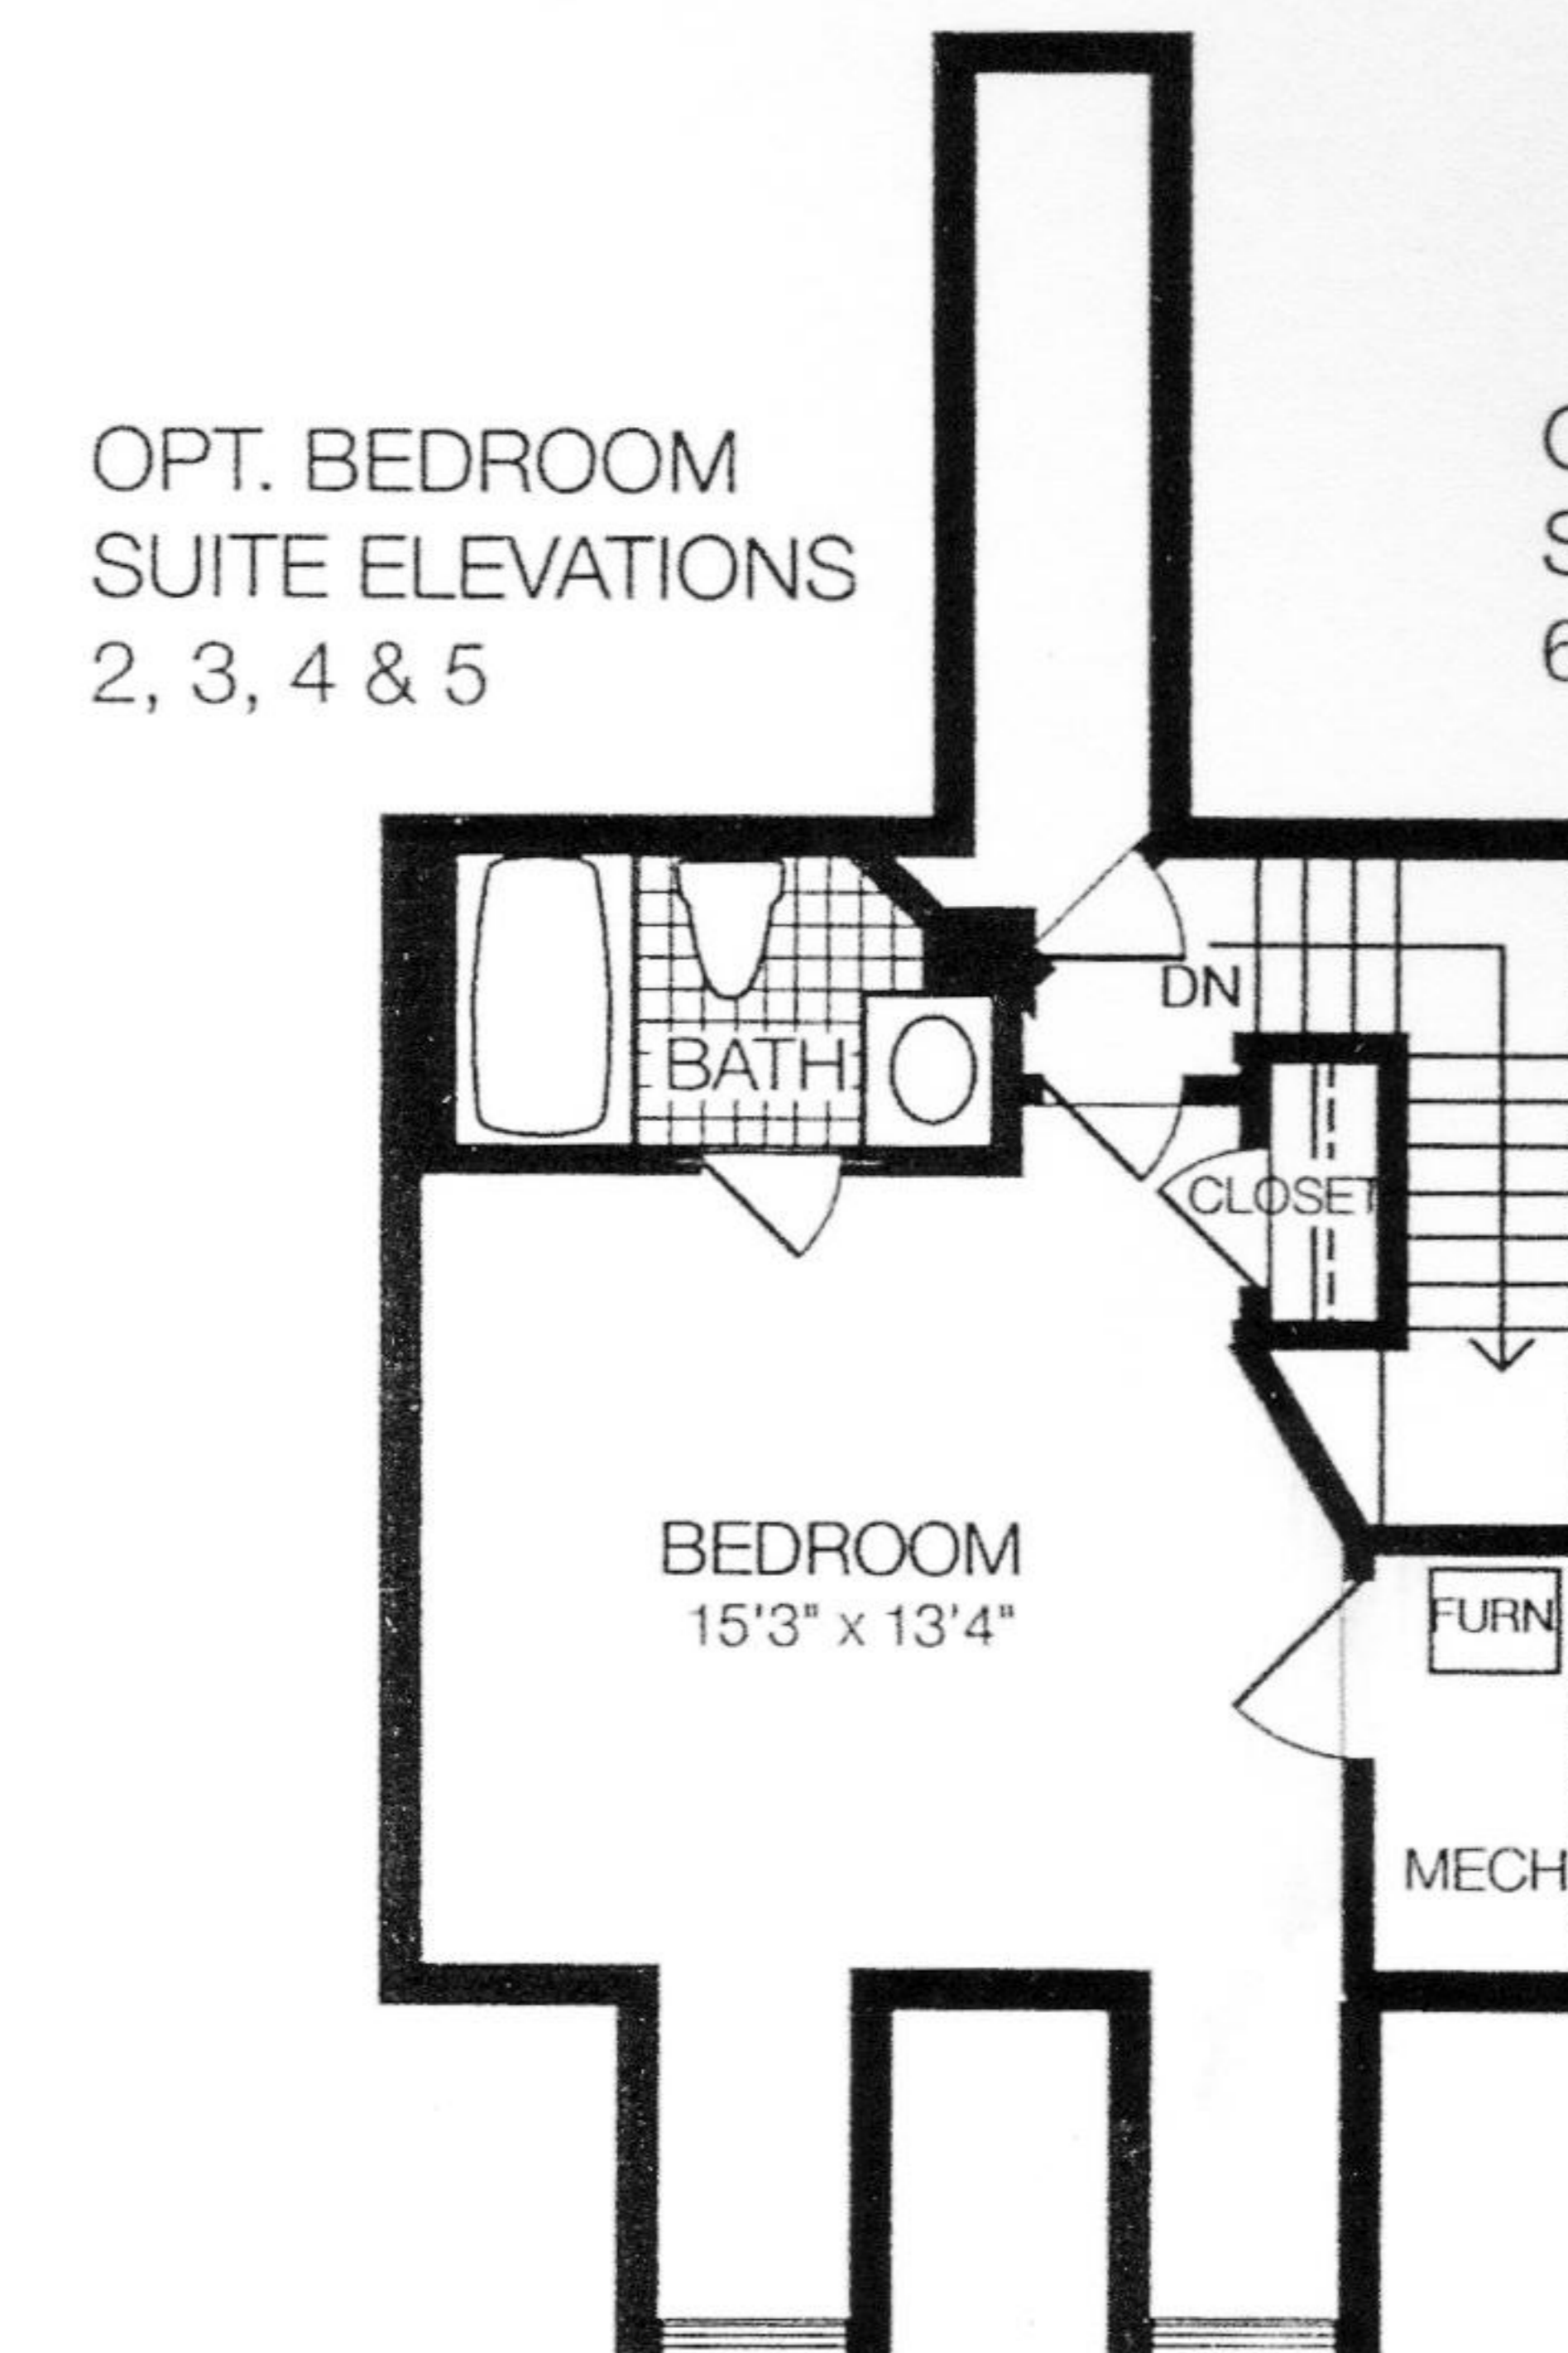 OPT. BEDROOM
SUITE ELEVATIONS
2, 3, 4 & 5
DN
BATH
CLOSET
BEDROOM
15'3" x 13'4"
FURN
MECH